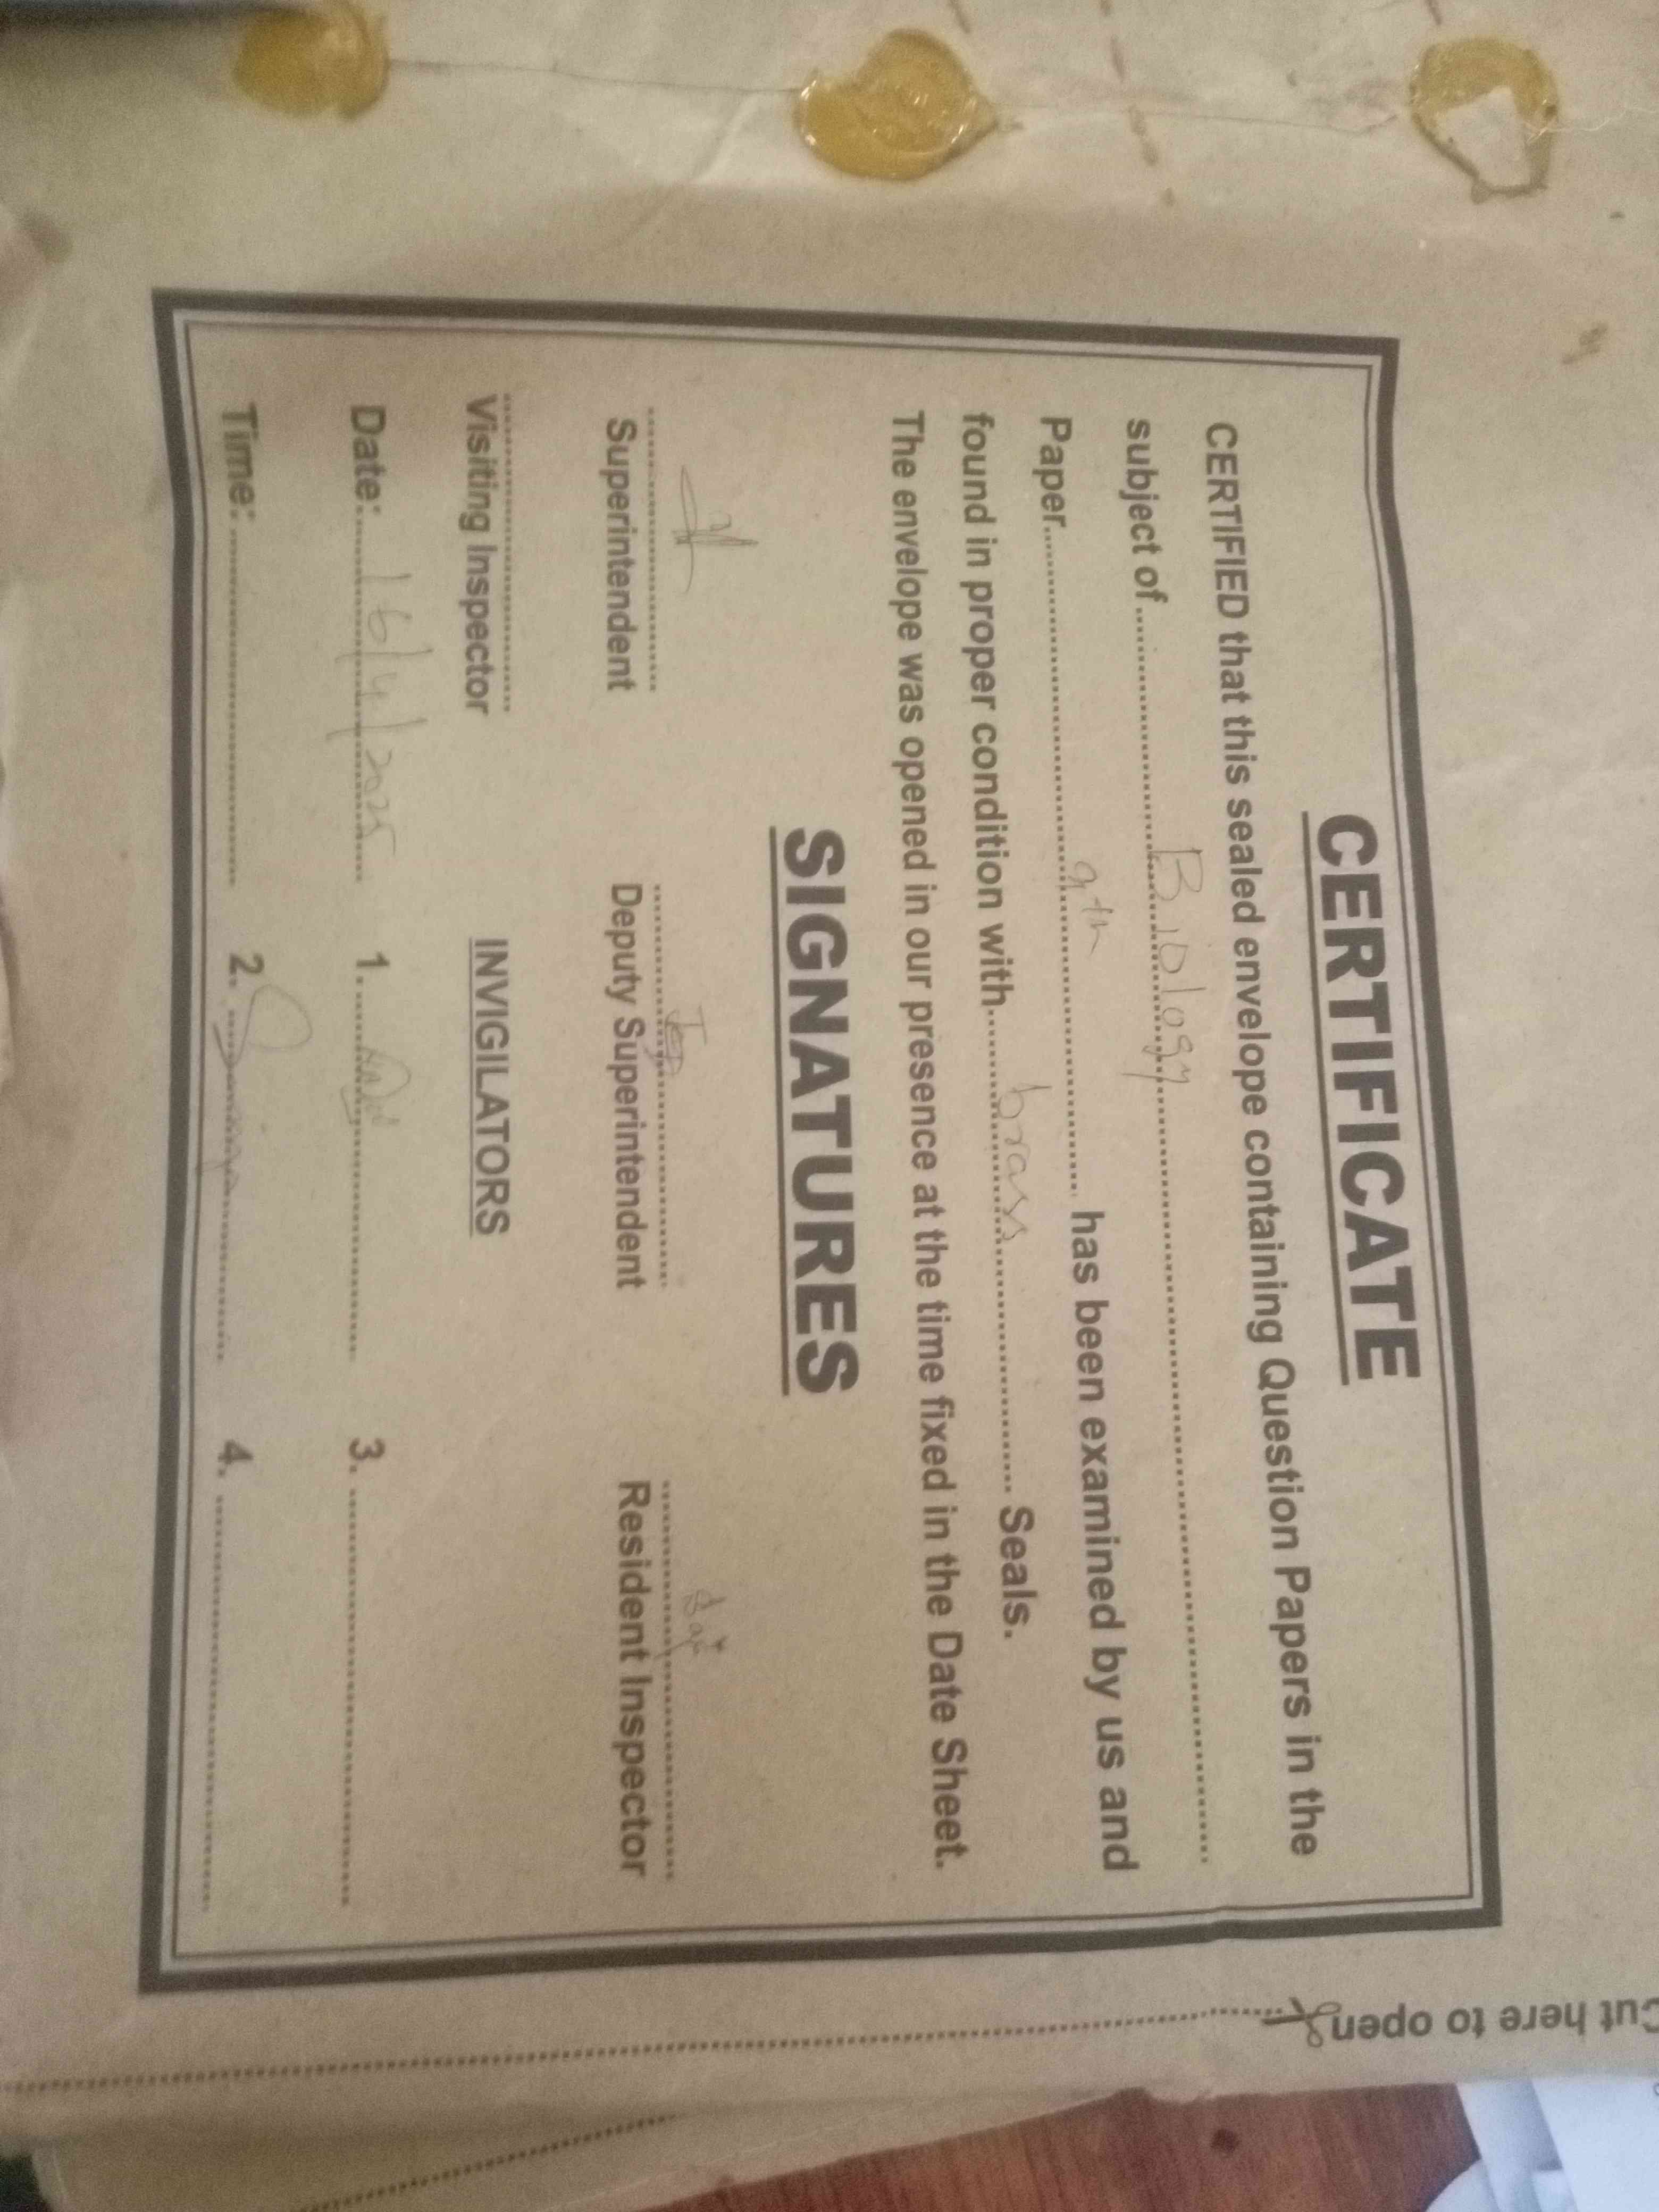 CERTIFICATE
CERTIFIED that this sealed envelope containing Question Papers in the
subject of.......Biology.......
Paper.......9th....... has been examined by us and
found in proper condition with.......brass....... Seals.
The envelope was opened in our presence at the time fixed in the Date Sheet.
SIGNATURES
Superintendent Deputy Superintendent Resident Inspector
Visiting Inspector INVIGILATORS
Date:.......16/4/2025....... 1........ 3........
Time:....... 2........ 4........
Cut here to open